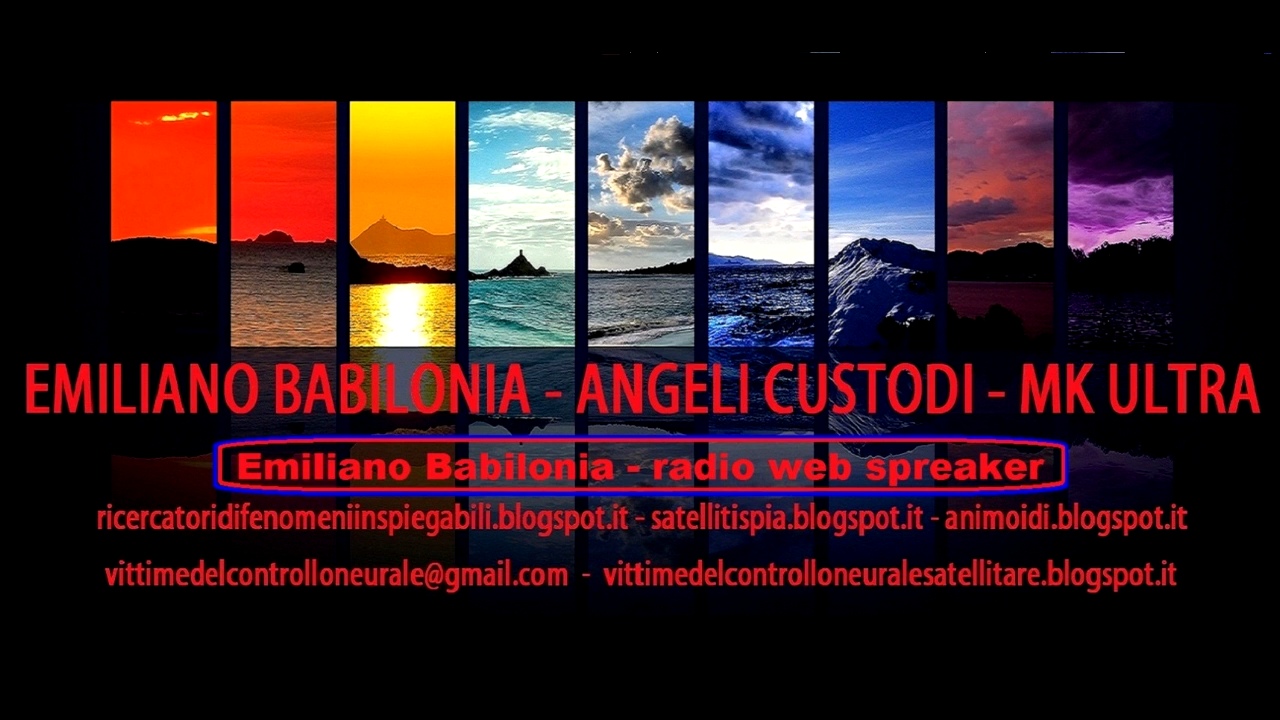 EMILIANO BABILONIA - ANGELI CUSTODI - MK ULTRA
Emiliano Babilonia - radio web spreaker
ricercatoridifenomeniinspiegabili.blogspot.it - satellitispia.blogspot.it - animoidi.blogspot.it
vittimedelcontrolloneurale@gmail.com - vittimedelcontrolloneuralesatellitare.blogspot.it